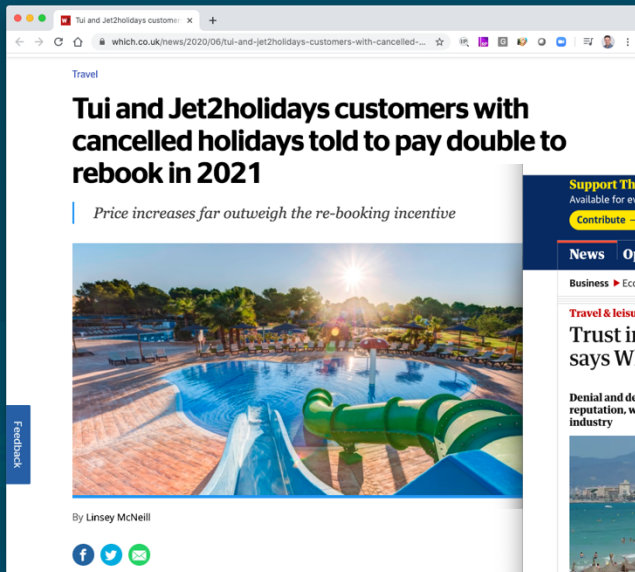 Tui and Jet2holidays custome
which.co.uk/news/2020/06/tui-and-jet2holidays-customers-with-cancelled-...
Travel
Tui and Jet2holidays customers with
cancelled holidays told to pay double to
rebook in 2021
Price increases far outweigh the re-booking incentive
Feedback
By Linsey McNeill
Support Th
Available for ev
Contribute
News
Op
Business
Eco
Travel & leisu
Trust i
says W
Denial and de
reputation, w
industry